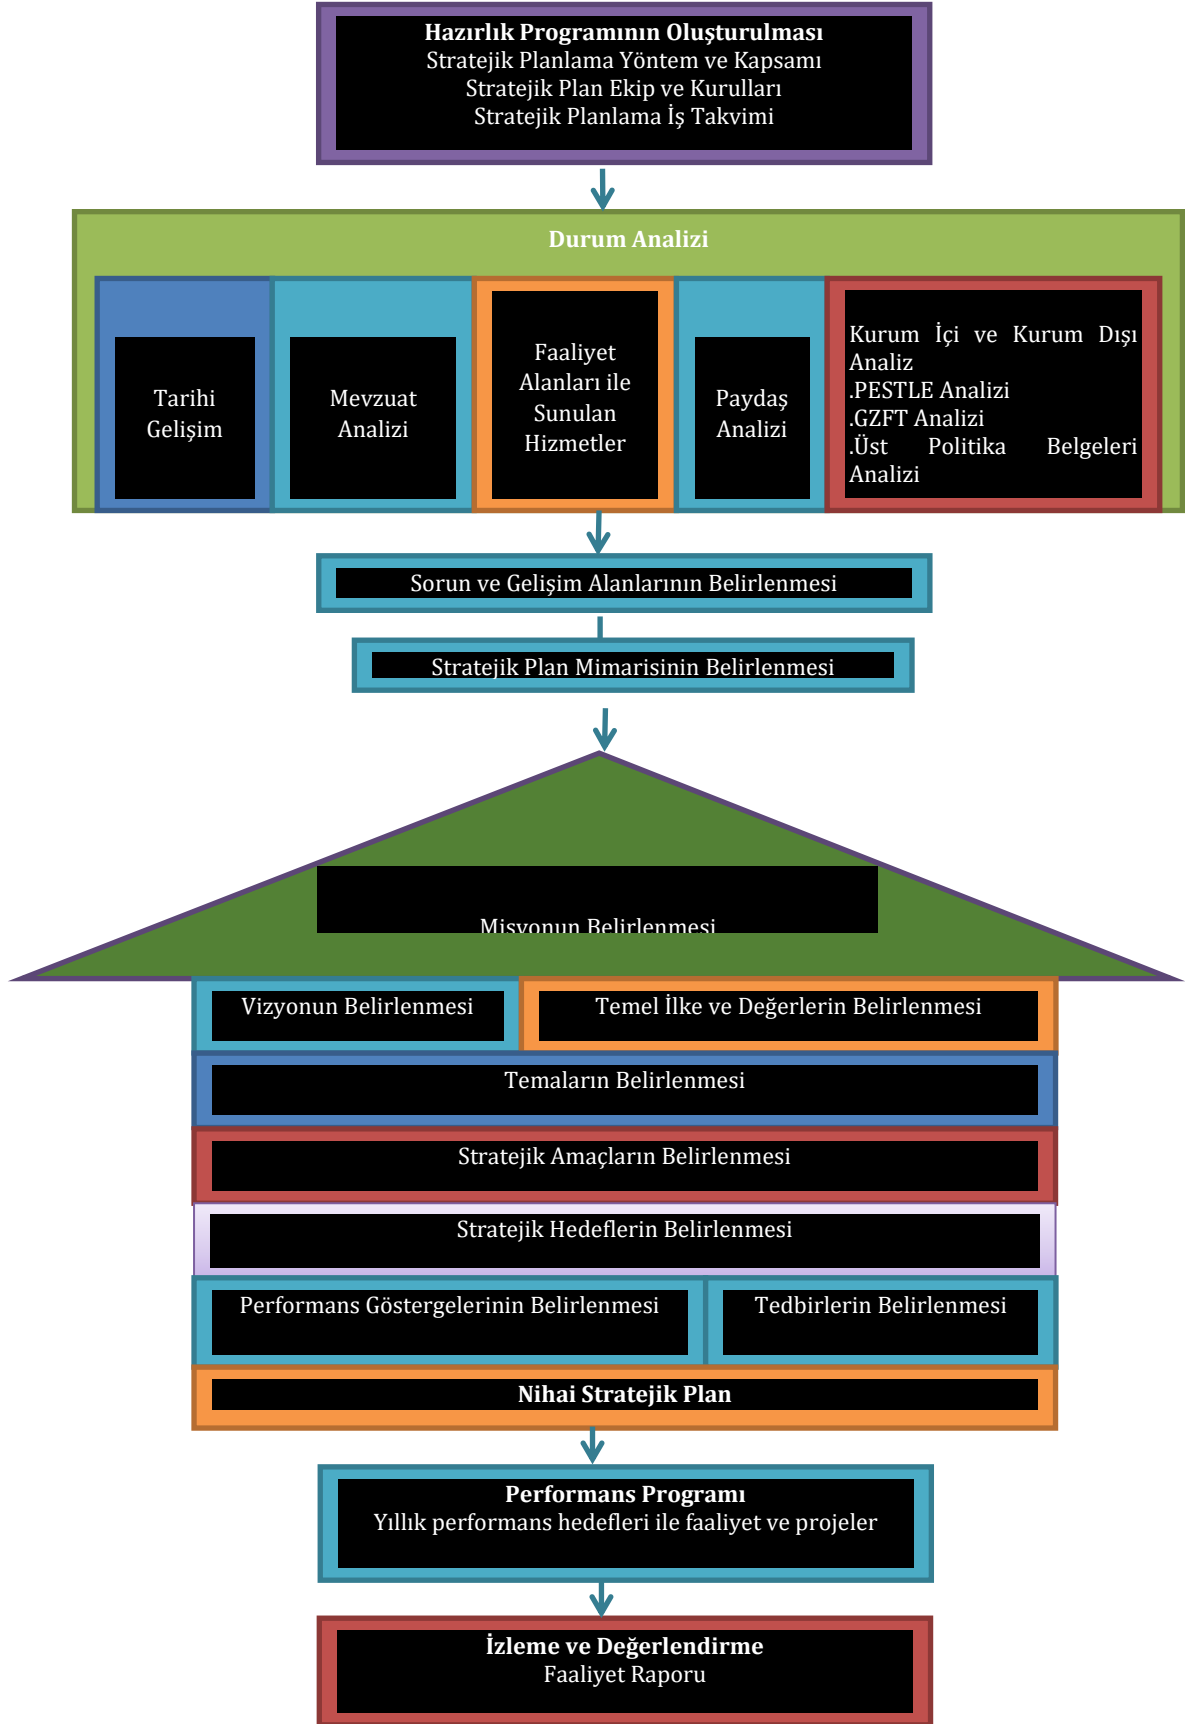 Hazırlık Programının Oluşturulması
Stratejik Planlama Yöntem ve Kapsamı
Stratejik Plan Ekip ve Kurulları
Stratejik Planlama İş Takvimi
Durum Analizi
Tarihi
Gelişim
Mevzuat
Analizi
Faaliyet
Alanları ile
Sunulan
Hizmetler
Paydaş
Analizi
Kurum İçi ve Kurum Dışı
Analiz
.PESTLE Analizi
.GZFT Analizi
.Üst Politika Belgeleri
Analizi
Sorun ve Gelişim Alanlarının Belirlenmesi
Stratejik Plan Mimarisinin Belirlenmesi
Misyonun Belirlenmesi
Vizyonun Belirlenmesi
Temel İlke ve Değerlerin Belirlenmesi
Temaların Belirlenmesi
Stratejik Amaçların Belirlenmesi
Stratejik Hedeflerin Belirlenmesi
Performans Göstergelerinin Belirlenmesi
Tedbirlerin Belirlenmesi
Nihai Stratejik Plan
Performans Programı
Yıllık performans hedefleri ile faaliyet ve projeler
İzleme ve Değerlendirme
Faaliyet Raporu